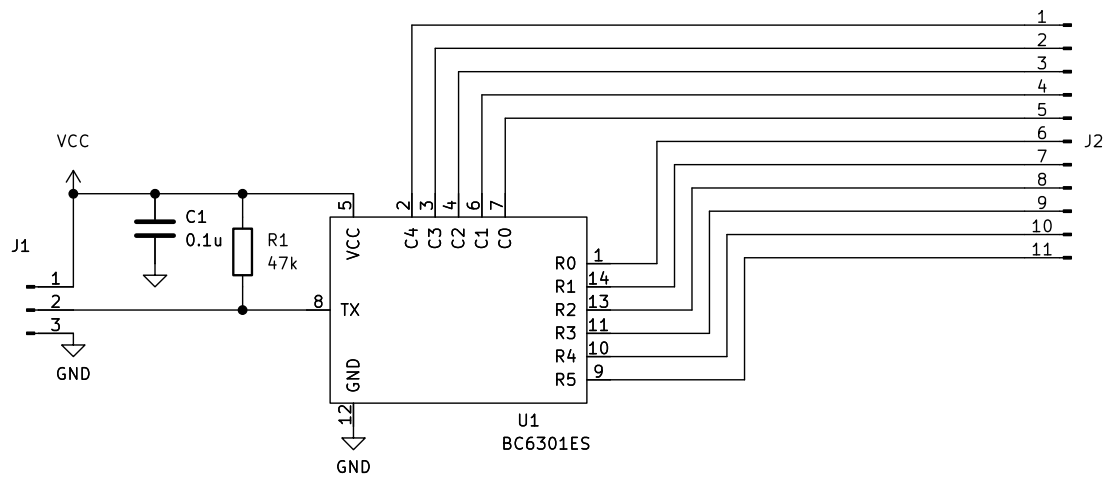 1
2
3
4
5
6
J2
7
8
9
10
11
VCC
J1
1
2
3
GND
C1
0.1u
R1
47k
5
VCC
2
3
4
6
7
C4
C3
C2
C1
C0
8
TX
R0
1
R1
14
R2
13
R3
11
R4
10
R5
9
GND
12
GND
U1
BC6301ES